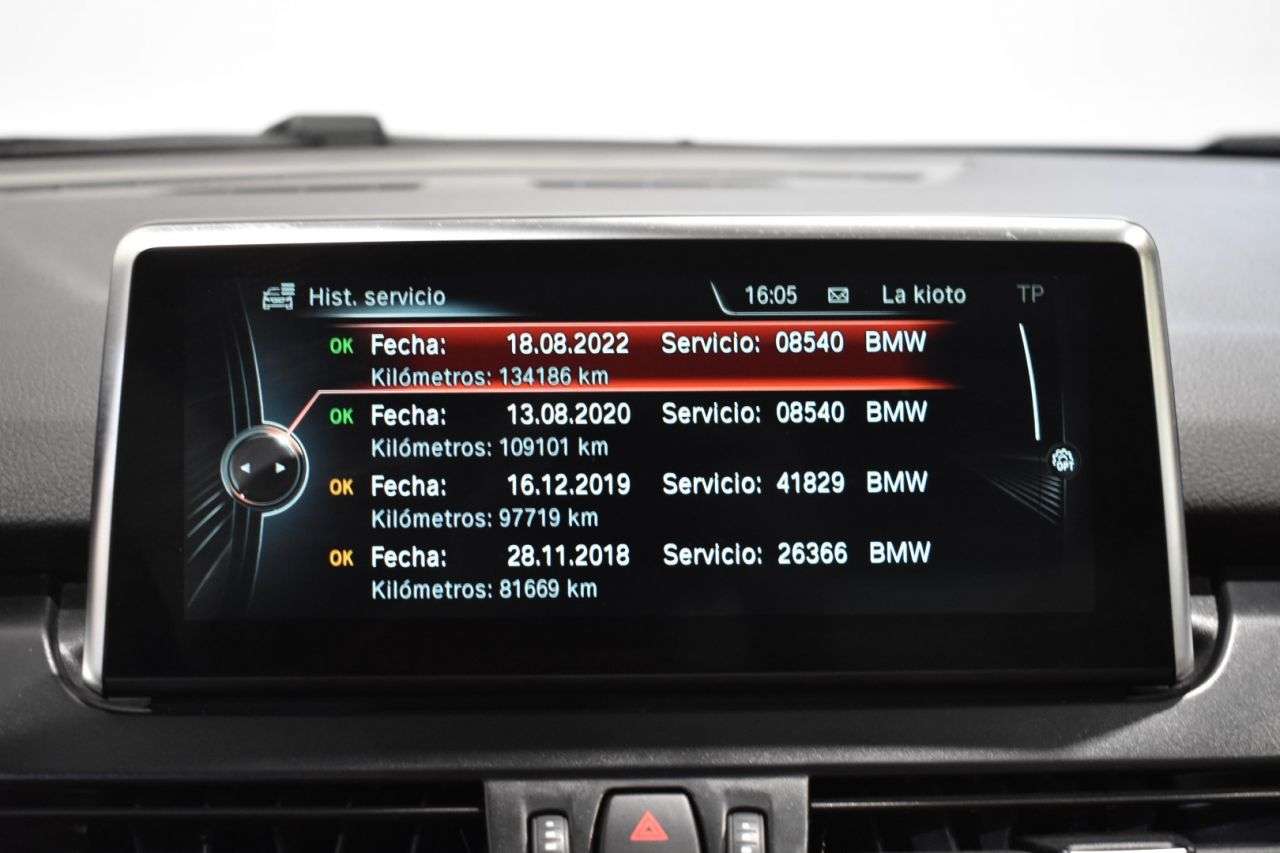 Hist. servicio 16:05 La kioto TP
OK Fecha: 18.08.2022 Servicio: 08540 BMW
Kilómetros: 134186 km
OK Fecha: 13.08.2020 Servicio: 08540 BMW
Kilómetros: 109101 km
OK Fecha: 16.12.2019 Servicio: 41829 BMW
Kilómetros: 97719 km
OK Fecha: 28.11.2018 Servicio: 26366 BMW
Kilómetros: 81669 km
OPT